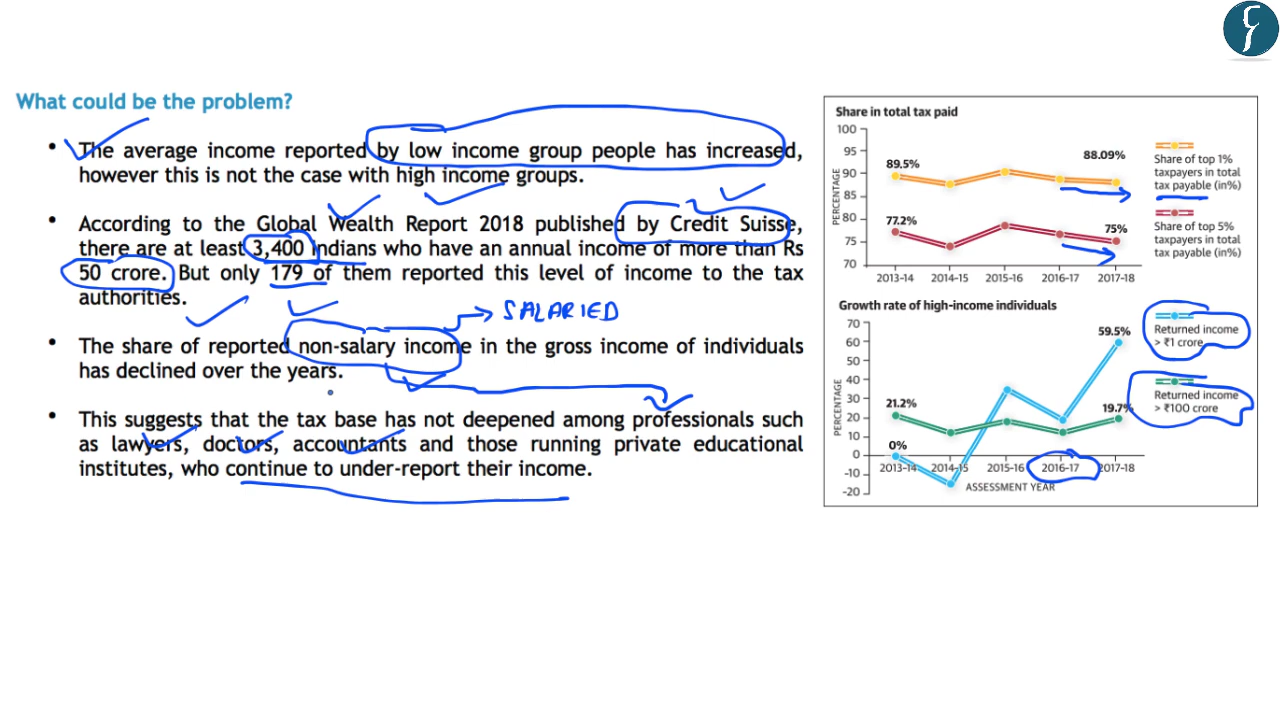 What could be the problem?
• The average income reported by low income group people has increased,
however this is not the case with high income groups.
• According to the Global Wealth Report 2018 published by Credit Suisse,
there are at least 3,400 Indians who have an annual income of more than Rs
50 crore. But only 179 of them reported this level of income to the tax
authorities.
→ SALARIED
• The share of reported non-salary income in the gross income of individuals
has declined over the years.
• This suggests that the tax base has not deepened among professionals such
as lawyers, doctors, accountants and those running private educational
institutes, who continue to under-report their income.
Share in total tax paid
PERCENTAGE
100
95
90
85
80
75
70
89.5%
88.09%
77.2%
75%
2013-14 2014-15 2015-16 2016-17 2017-18
Share of top 1%
taxpayers in total
tax payable (in%)
Share of top 5%
taxpayers in total
tax payable (in%)
Growth rate of high-income individuals
PERCENTAGE
70
60
50
40
30
20
10
0
-10
-20
59.5%
21.2%
19.7%
0%
2013-14 2014-15 2015-16 2016-17 2017-18
ASSESSMENT YEAR
Returned income
> ₹1 crore
Returned income
> ₹100 crore